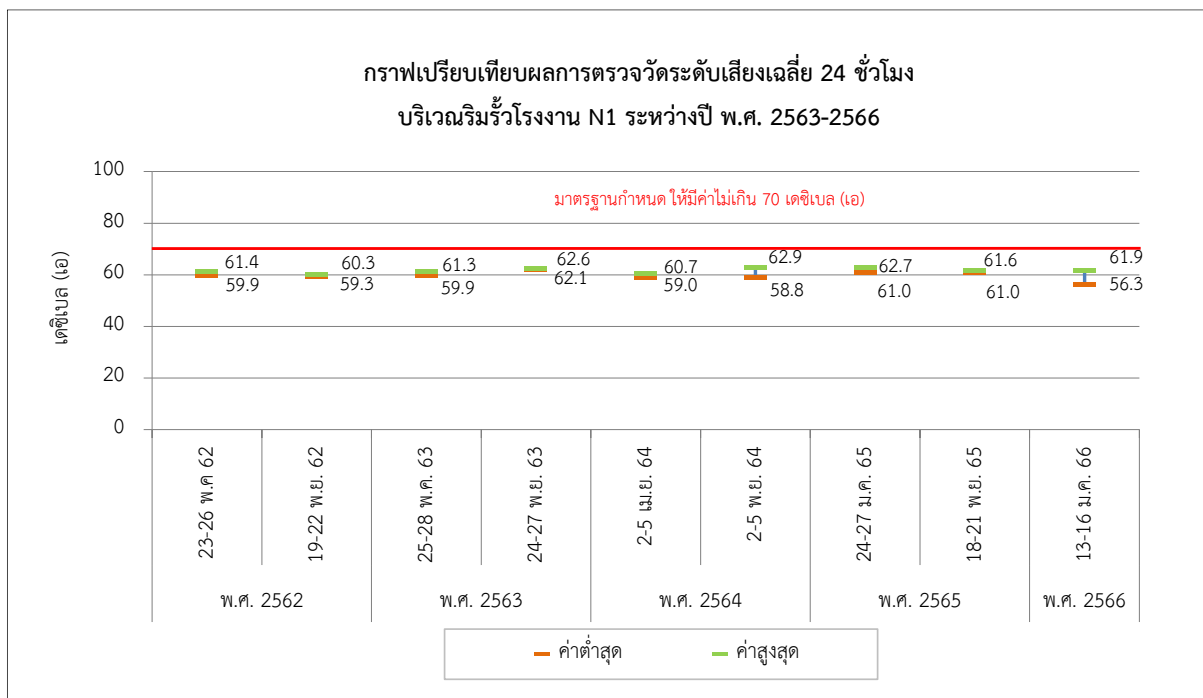 กราฟเปรียบเทียบผลการตรวจวัดระดับเสียงเฉลี่ย 24 ชั่วโมง
บริเวณริมรั้วโรงงาน N1 ระหว่างปี พ.ศ. 2563-2566
มาตรฐานกำหนด ให้มีค่าไม่เกิน 70 เดซิเบล (เอ)
เดซิเบล (เอ)
100
80
60
40
20
0
61.4 60.3 61.3 62.6 60.7 62.9 62.7 61.6 61.9
59.9 59.3 59.9 62.1 59.0 58.8 61.0 61.0 56.3
23-26 พ.ค 62
19-22 พ.ย. 62
25-28 พ.ค. 63
24-27 พ.ย. 63
2-5 เม.ย. 64
2-5 พ.ย. 64
24-27 ม.ค. 65
18-21 พ.ย. 65
13-16 ม.ค. 66
พ.ศ. 2562 พ.ศ. 2563 พ.ศ. 2564 พ.ศ. 2565 พ.ศ. 2566
ค่าต่ำสุด ค่าสูงสุด